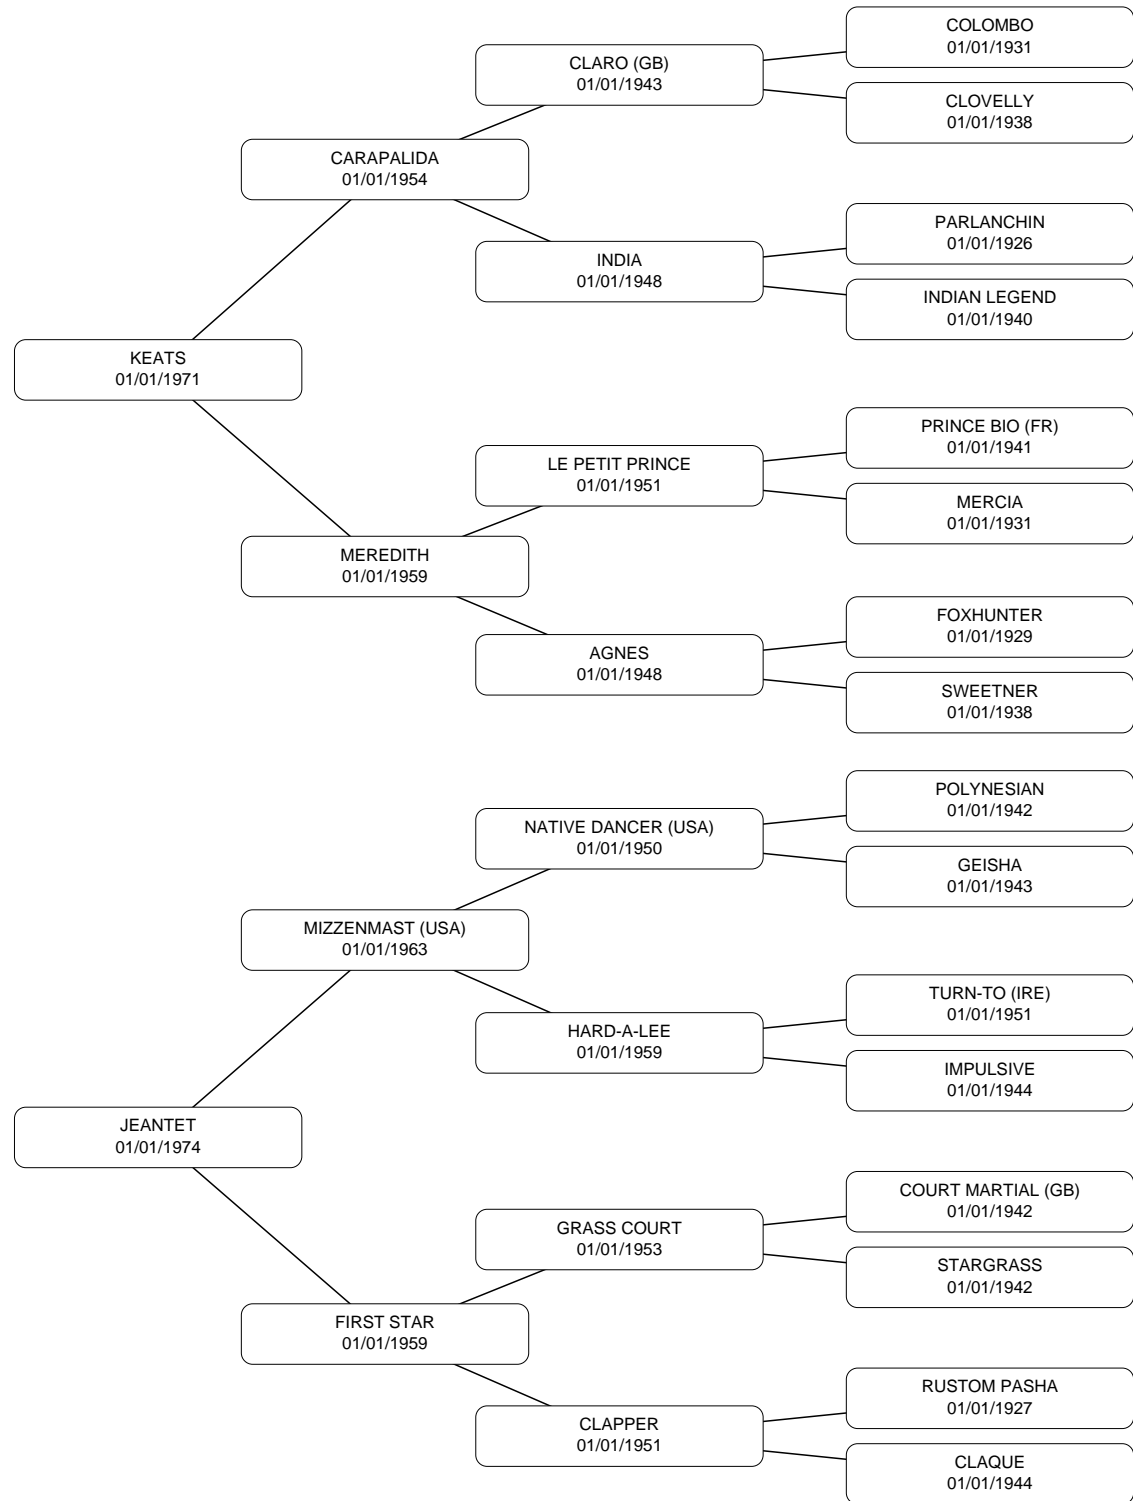 COLOMBO
01/01/1931
CLARO (GB)
01/01/1943
CLOVELLY
01/01/1938
CARAPALIDA
01/01/1954
PARLANCHIN
01/01/1926
INDIA
01/01/1948
INDIAN LEGEND
01/01/1940
KEATS
01/01/1971
PRINCE BIO (FR)
01/01/1941
LE PETIT PRINCE
01/01/1951
MERCIA
01/01/1931
MEREDITH
01/01/1959
FOXHUNTER
01/01/1929
AGNES
01/01/1948
SWEETNER
01/01/1938
POLYNESIAN
01/01/1942
NATIVE DANCER (USA)
01/01/1950
GEISHA
01/01/1943
MIZZENMAST (USA)
01/01/1963
TURN-TO (IRE)
01/01/1951
HARD-A-LEE
01/01/1959
IMPULSIVE
01/01/1944
JEANTET
01/01/1974
COURT MARTIAL (GB)
01/01/1942
GRASS COURT
01/01/1953
STARGRASS
01/01/1942
FIRST STAR
01/01/1959
RUSTOM PASHA
01/01/1927
CLAPPER
01/01/1951
CLAQUE
01/01/1944